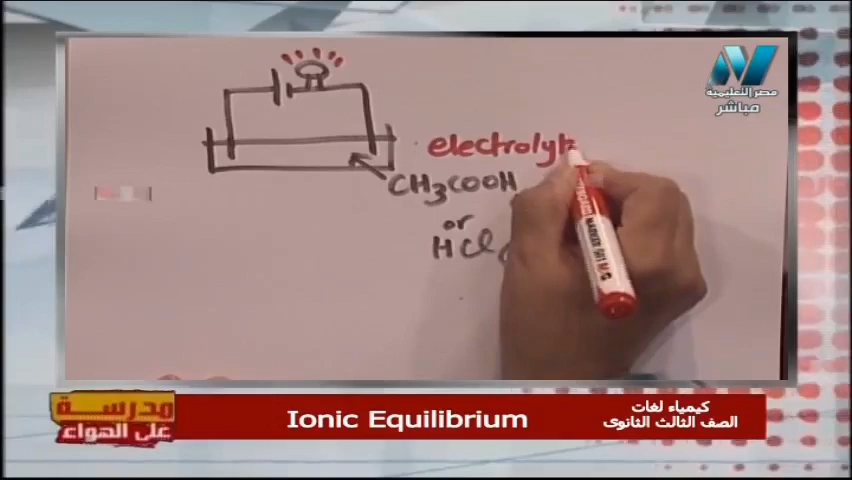 مصر التعليمية
مباشر
electrolyt
CH3COOH
or
HCl
مدرسة
على الهواء
Ionic Equilibrium
كيمياء لغات
الصف الثالث الثانوى